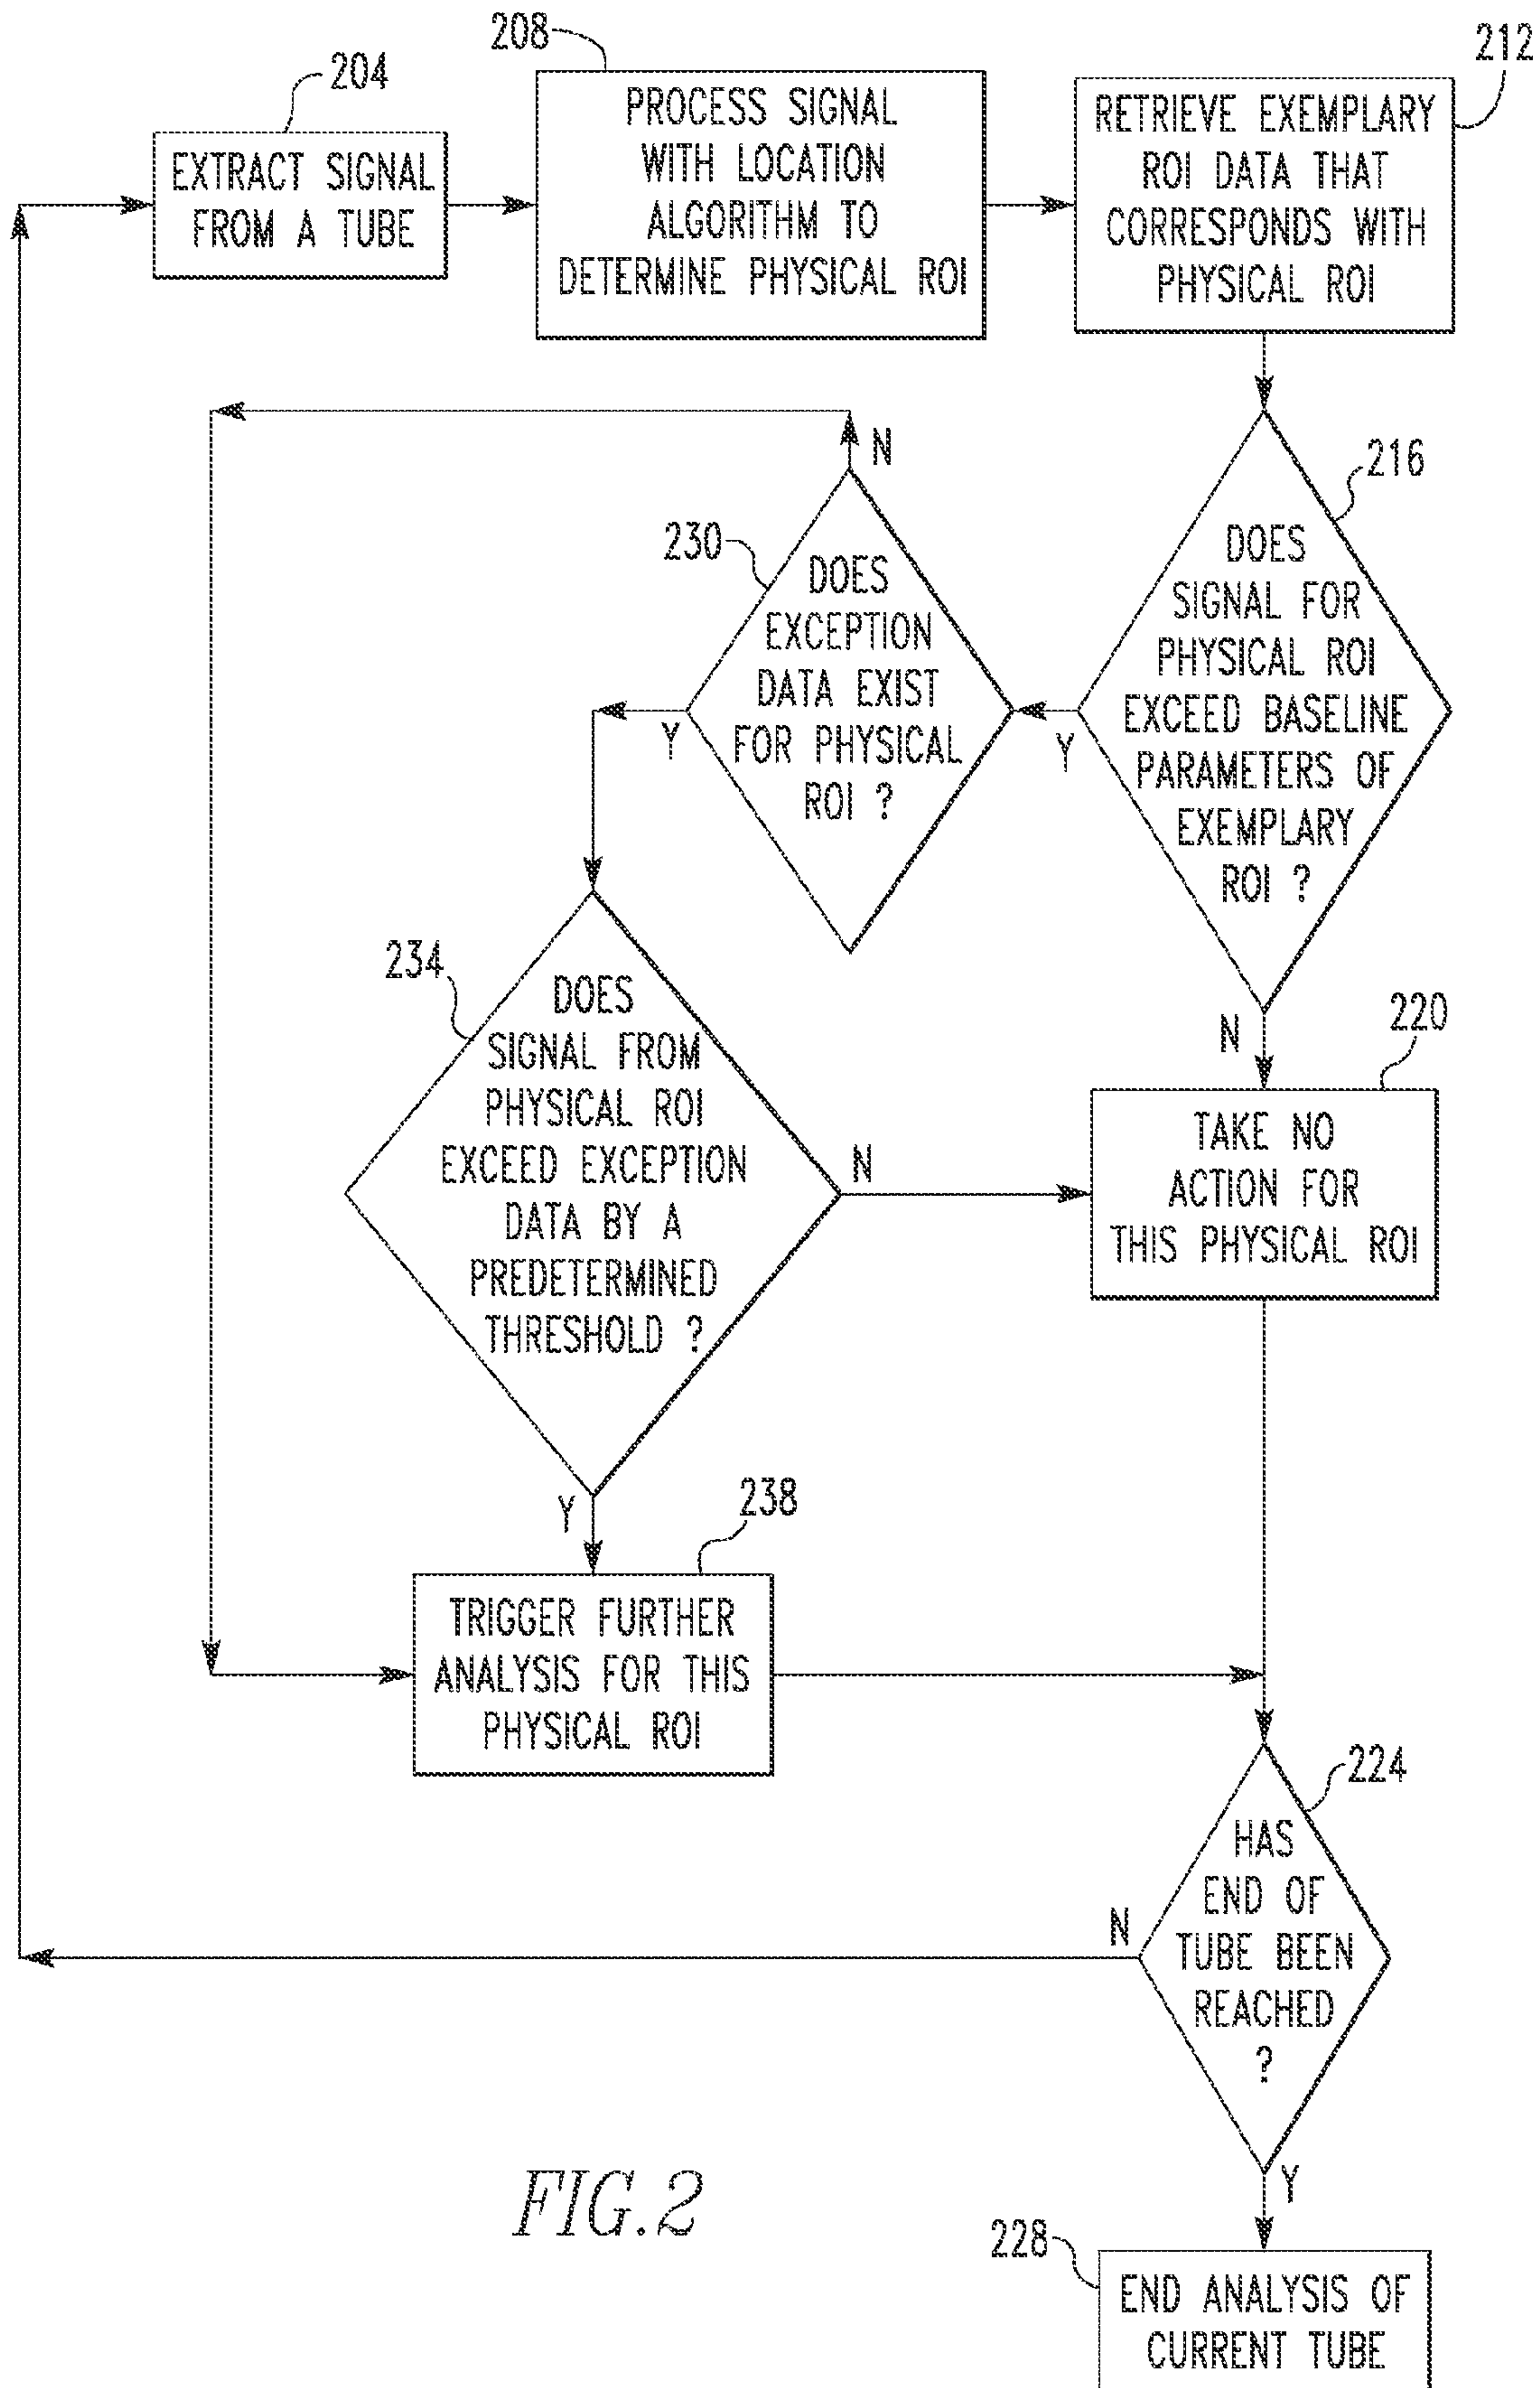 208
204
212
EXTRACT SIGNAL
FROM A TUBE
PROCESS SIGNAL
WITH LOCATION
ALGORITHM TO
DETERMINE PHYSICAL ROI
RETRIEVE EXEMPLARY
ROI DATA THAT
CORRESPONDS WITH
PHYSICAL ROI
216
DOES
SIGNAL FOR
PHYSICAL ROI
EXCEED BASELINE
PARAMETERS OF
EXEMPLARY
ROI ?
Y
N
230
DOES
EXCEPTION
DATA EXIST
FOR PHYSICAL
ROI ?
N
Y
234
DOES
SIGNAL FROM
PHYSICAL ROI
EXCEED EXCEPTION
DATA BY A
PREDETERMINED
THRESHOLD ?
N
Y
220
TAKE NO
ACTION FOR
THIS PHYSICAL ROI
238
TRIGGER FURTHER
ANALYSIS FOR THIS
PHYSICAL ROI
224
HAS
END OF
TUBE BEEN
REACHED
?
N
Y
228
END ANALYSIS OF
CURRENT TUBE
FIG.2